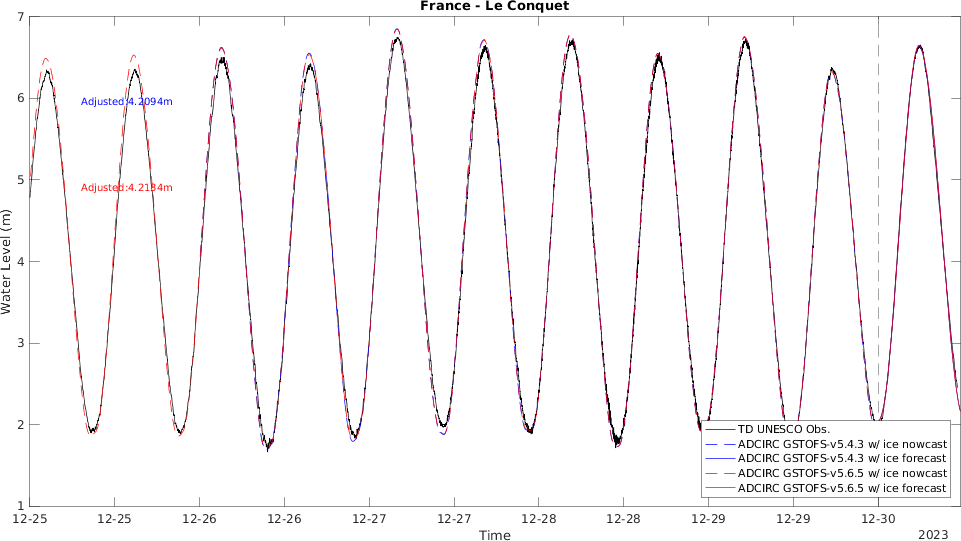 France - Le Conquet
Water Level (m)
7
6
5
4
3
2
1
Adjusted:4.2094m
Adjusted:4.2134m
TD UNESCO Obs.
ADCIRC GSTOFS-v5.4.3 w/ ice nowcast
ADCIRC GSTOFS-v5.4.3 w/ ice forecast
ADCIRC GSTOFS-v5.6.5 w/ ice nowcast
ADCIRC GSTOFS-v5.6.5 w/ ice forecast
12-25 12-25 12-26 12-26 12-27 12-27 12-28 12-28 12-29 12-29 12-30
Time
2023